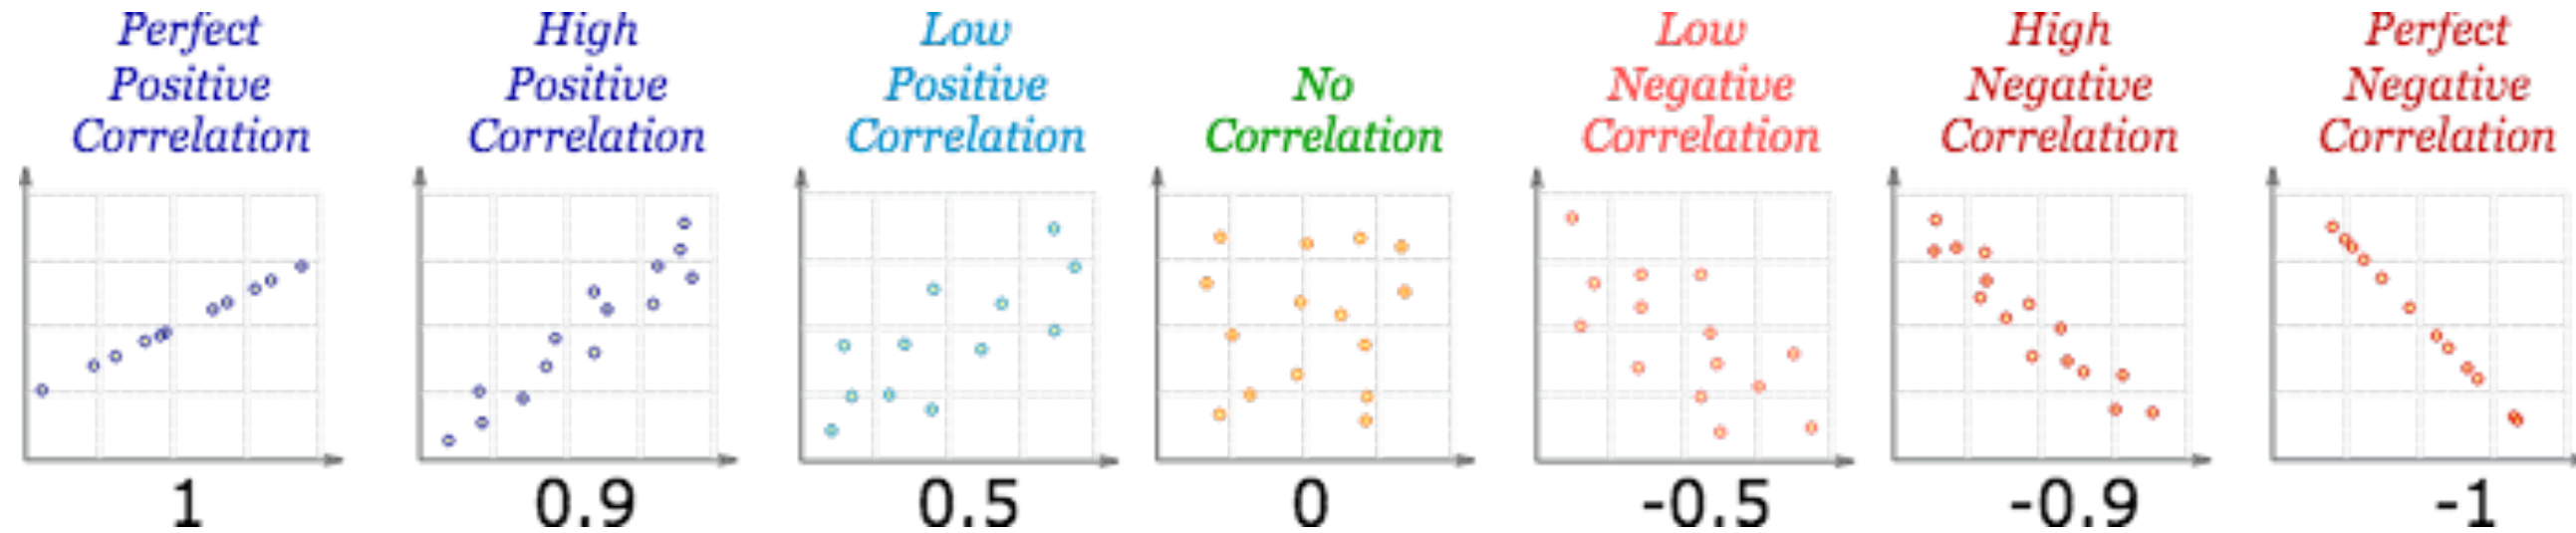 Perfect
Positive
Correlation
High
Positive
Correlation
Low
Positive
Correlation
No
Correlation
Low
Negative
Correlation
High
Negative
Correlation
Perfect
Negative
Correlation
1
0.9
0.5
0
-0.5
-0.9
-1